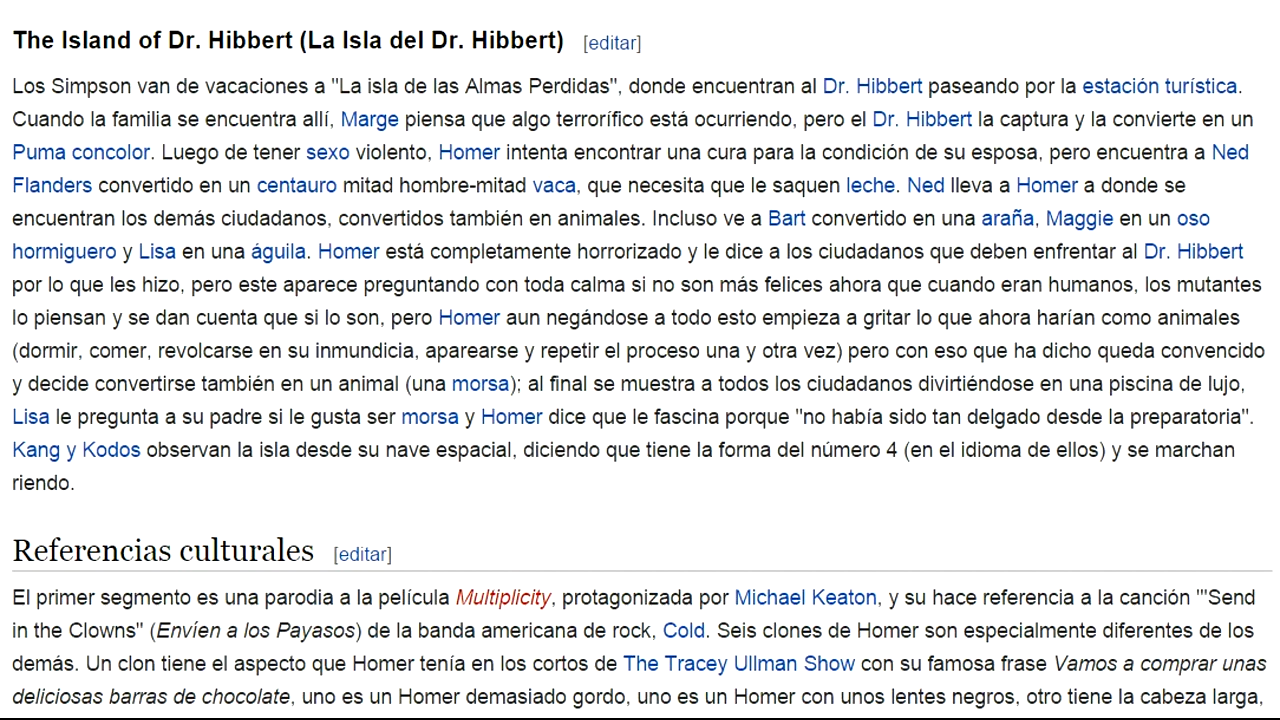 The Island of Dr. Hibbert (La Isla del Dr. Hibbert) [editar]
Los Simpson van de vacaciones a "La isla de las Almas Perdidas", donde encuentran al Dr. Hibbert paseando por la estación turística.
Cuando la familia se encuentra allí, Marge piensa que algo terrorífico está ocurriendo, pero el Dr. Hibbert la captura y la convierte en un
Puma concolor. Luego de tener sexo violento, Homer intenta encontrar una cura para la condición de su esposa, pero encuentra a Ned
Flanders convertido en un centauro mitad hombre-mitad vaca, que necesita que le saquen leche. Ned lleva a Homer a donde se
encuentran los demás ciudadanos, convertidos también en animales. Incluso ve a Bart convertido en una araña, Maggie en un oso
hormiguero y Lisa en una águila. Homer está completamente horrorizado y le dice a los ciudadanos que deben enfrentar al Dr. Hibbert
por lo que les hizo, pero este aparece preguntando con toda calma si no son más felices ahora que cuando eran humanos, los mutantes
lo piensan y se dan cuenta que si lo son, pero Homer aun negándose a todo esto empieza a gritar lo que ahora harían como animales
(dormir, comer, revolcarse en su inmundicia, aparearse y repetir el proceso una y otra vez) pero con eso que ha dicho queda convencido
y decide convertirse también en un animal (una morsa); al final se muestra a todos los ciudadanos divirtiéndose en una piscina de lujo,
Lisa le pregunta a su padre si le gusta ser morsa y Homer dice que le fascina porque "no había sido tan delgado desde la preparatoria".
Kang y Kodos observan la isla desde su nave espacial, diciendo que tiene la forma del número 4 (en el idioma de ellos) y se marchan
riendo.
Referencias culturales [editar]
El primer segmento es una parodia a la película Multiplicity, protagonizada por Michael Keaton, y su hace referencia a la canción '"Send
in the Clowns" (Envíen a los Payasos) de la banda americana de rock, Cold. Seis clones de Homer son especialmente diferentes de los
demás. Un clon tiene el aspecto que Homer tenía en los cortos de The Tracey Ullman Show con su famosa frase Vamos a comprar unas
deliciosas barras de chocolate, uno es un Homer demasiado gordo, uno es un Homer con unos lentes negros, otro tiene la cabeza larga,